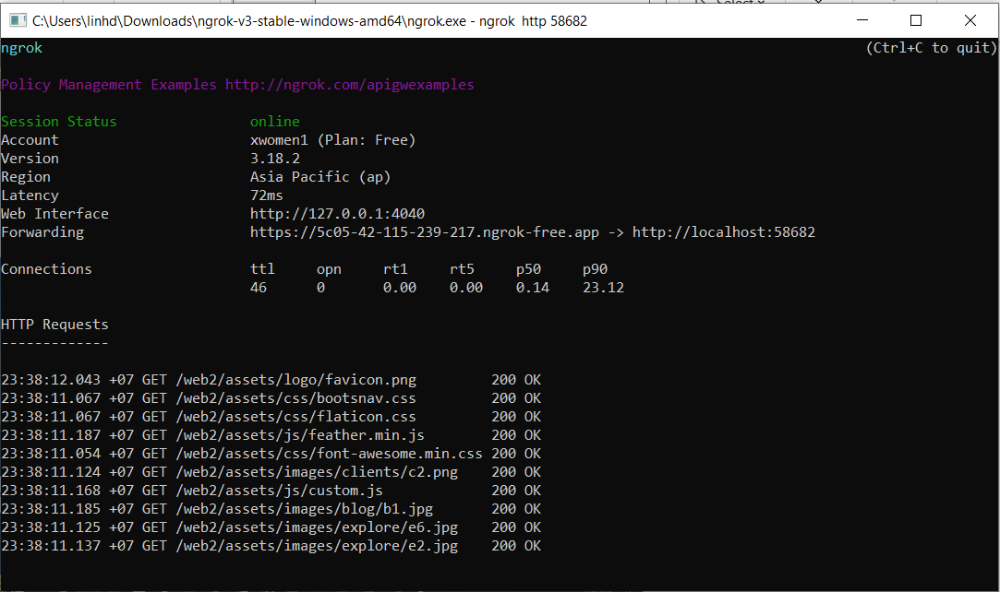 C:\Users\linhd\Downloads\ngrok-v3-stable-windows-amd64\ngrok.exe - ngrok  http 58682
ngrok (Ctrl+C to quit)
Policy Management Examples http://ngrok.com/apigwexamples
Session Status online
Account xwomen1 (Plan: Free)
Version 3.18.2
Region Asia Pacific (ap)
Latency 72ms
Web Interface http://127.0.0.1:4040
Forwarding https://5c05-42-115-239-217.ngrok-free.app -> http://localhost:58682
Connections ttl opn rt1 rt5 p50 p90
46 0 0.00 0.00 0.14 23.12
HTTP Requests
-------------
23:38:12.043 +07 GET /web2/assets/logo/favicon.png 200 OK
23:38:11.067 +07 GET /web2/assets/css/bootsnav.css 200 OK
23:38:11.067 +07 GET /web2/assets/css/flaticon.css 200 OK
23:38:11.187 +07 GET /web2/assets/js/feather.min.js 200 OK
23:38:11.054 +07 GET /web2/assets/css/font-awesome.min.css 200 OK
23:38:11.124 +07 GET /web2/assets/images/clients/c2.png 200 OK
23:38:11.168 +07 GET /web2/assets/js/custom.js 200 OK
23:38:11.185 +07 GET /web2/assets/images/blog/b1.jpg 200 OK
23:38:11.125 +07 GET /web2/assets/images/explore/e6.jpg 200 OK
23:38:11.137 +07 GET /web2/assets/images/explore/e2.jpg 200 OK